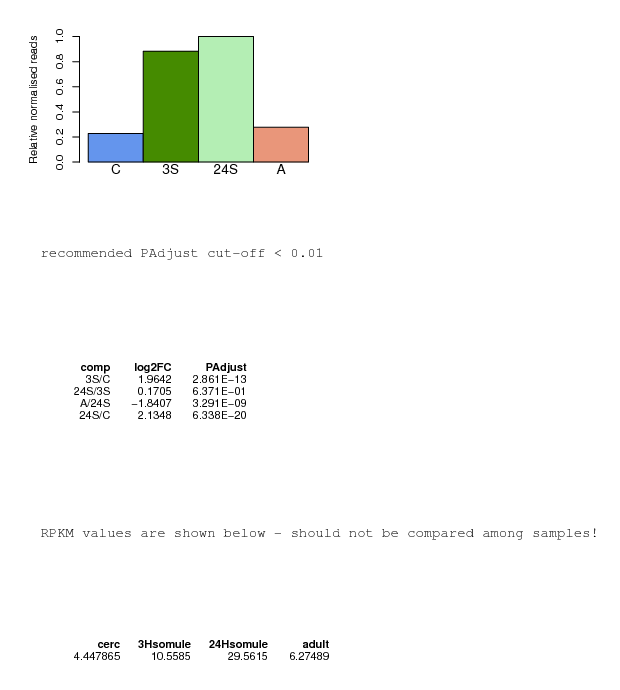 Relative normalised reads
1.0
0.8
0.6
0.4
0.2
0.0
C 3S 24S A
recommended PAdjust cut-off < 0.01
comp log2FC PAdjust
3S/C 1.9642 2.861E−13
24S/3S 0.1705 6.371E−01
A/24S −1.8407 3.291E−09
24S/C 2.1348 6.338E−20
RPKM values are shown below - should not be compared among samples!
cerc 3Hsomule 24Hsomule adult
4.447865 10.5585 29.5615 6.27489